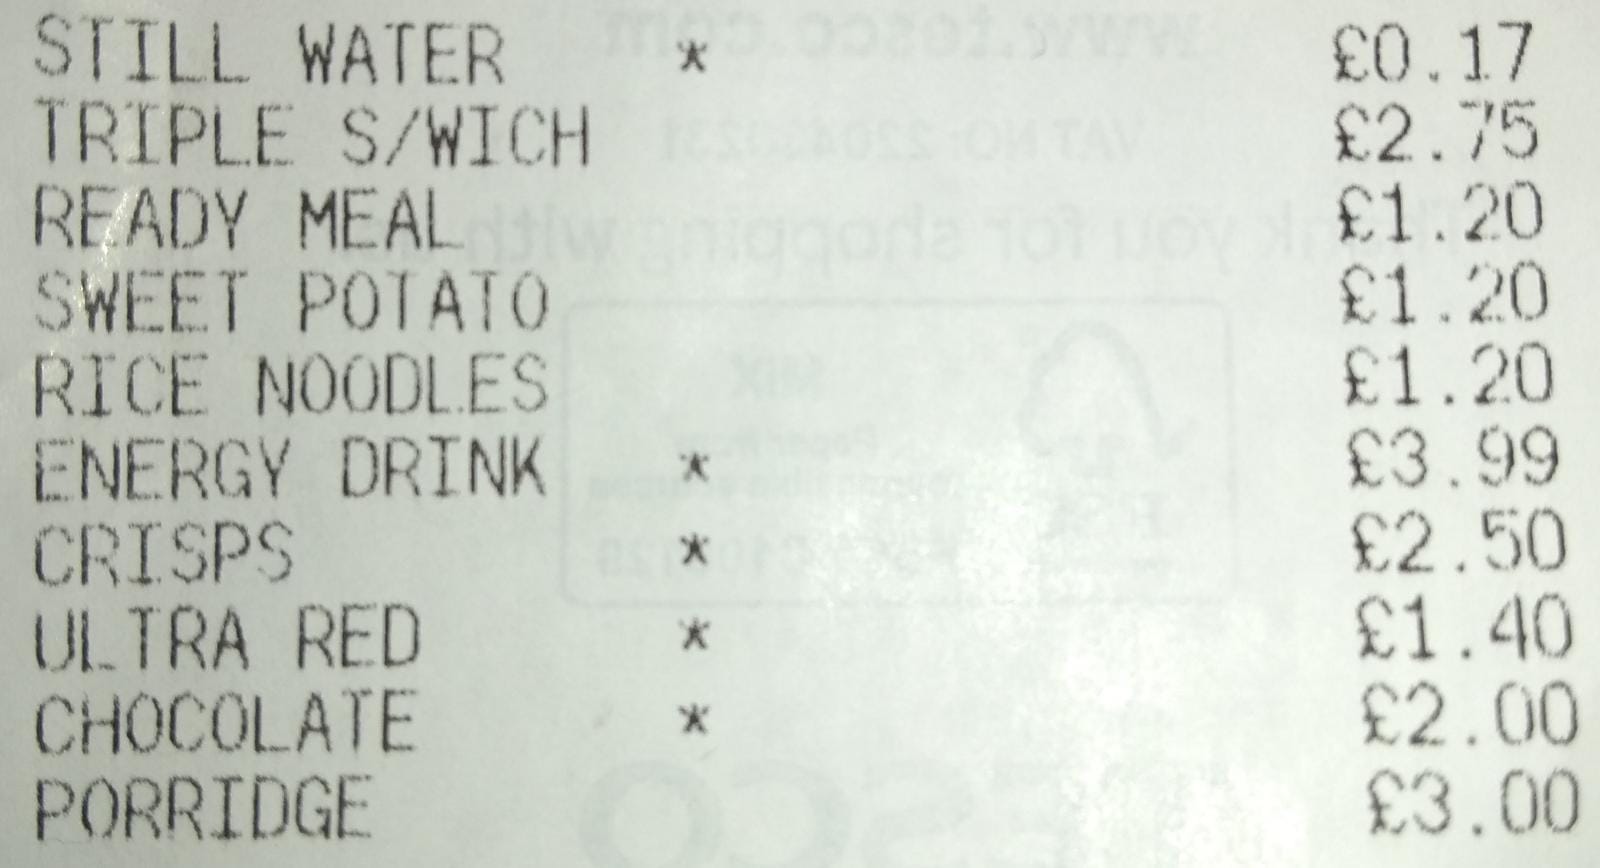 STILL WATER * £0.17
TRIPLE S/WICH £2.75
READY MEAL £1.20
SWEET POTATO £1.20
RICE NOODLES £1.20
ENERGY DRINK * £3.99
CRISPS * £2.50
ULTRA RED * £1.40
CHOCOLATE * £2.00
PORRIDGE £3.00